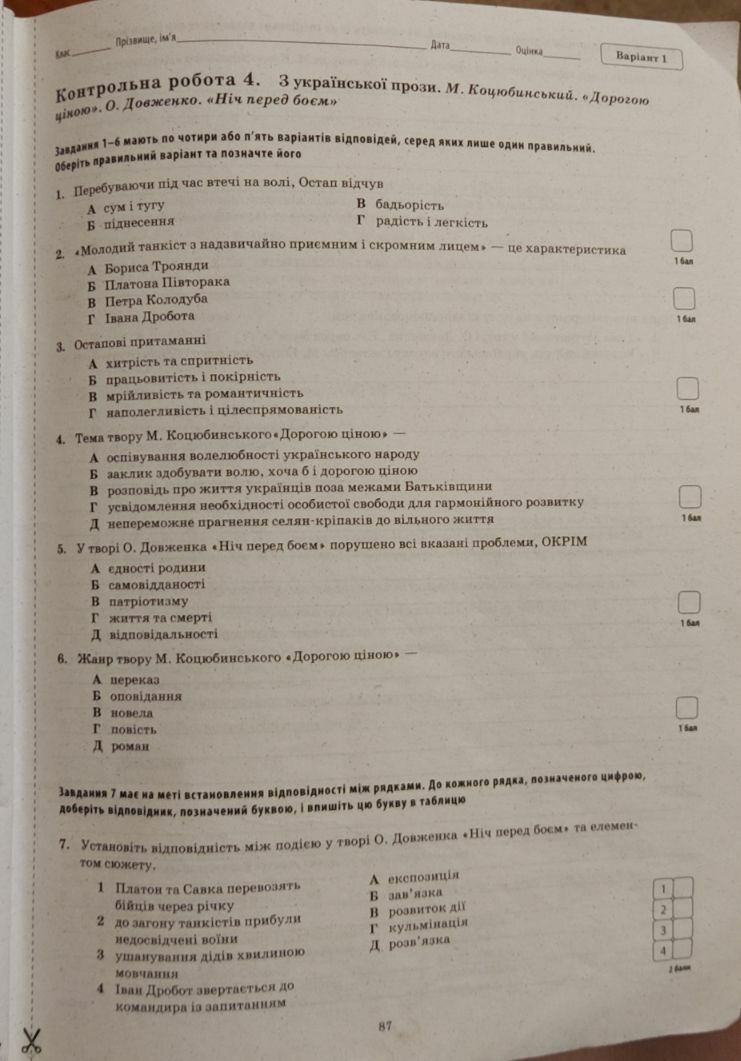 Клас
Прізвище, ім'я
Дата
Оцінка
Варіант 1
Контрольна робота 4. З української прози. М. Коцюбинський. «Дорогою
ціною». О. Довженко. «Ніч перед боєм»
Завдання 1–6 мають по чотири або п'ять варіантів відповідей, серед яких лише один правильний.
Оберіть правильний варіант та позначте його
1. Перебуваючи під час втечі на волі, Остап відчув
А сум і тугу
В бадьорість
Б піднесення
Г радість і легкість
1 бал
2. «Молодий танкіст з надзвичайно приємним і скромним лицем» — це характеристика
А Бориса Троянди
Б Платона Півторака
В Петра Колодуба
Г Івана Дробота
1 бал
3. Остапові притаманні
А хитрість та спритність
Б працьовитість і покірність
В мрійливість та романтичність
Г наполегливість і цілеспрямованість
1 бал
4. Тема твору М. Коцюбинського «Дорогою ціною» —
А оспівування волелюбності українського народу
Б заклик здобувати волю, хоча б і дорогою ціною
В розповідь про життя українців поза межами Батьківщини
Г усвідомлення необхідності особистої свободи для гармонійного розвитку
Д непереможне прагнення селян-кріпаків до вільного життя
1 бал
5. У творі О. Довженка «Ніч перед боєм» порушено всі вказані проблеми, ОКРІМ
А єдності родини
Б самовідданості
В патріотизму
Г життя та смерті
Д відповідальності
1 бал
6. Жанр твору М. Коцюбинського «Дорогою ціною» —
А переказ
Б оповідання
В новела
Г повість
Д роман
1 бал
Завдання 7 має на меті встановлення відповідності між рядками. До кожного рядка, позначеного цифрою,
доберіть відповідник, позначений буквою, і впишіть цю букву в таблицю
7. Установіть відповідність між подією у творі О. Довженка «Ніч перед боєм» та елемен-
том сюжету.
1 Платон та Савка перевозять
бійців через річку
2 до загону танкістів прибули
недосвідчені воїни
3 ушанування дідів хвилиною
мовчання
4 Іван Дробот звертається до
командира із запитанням
А експозиція
Б зав'язка
В розвиток дії
Г кульмінація
Д розв'язка
1
2
3
4
2 бали
87